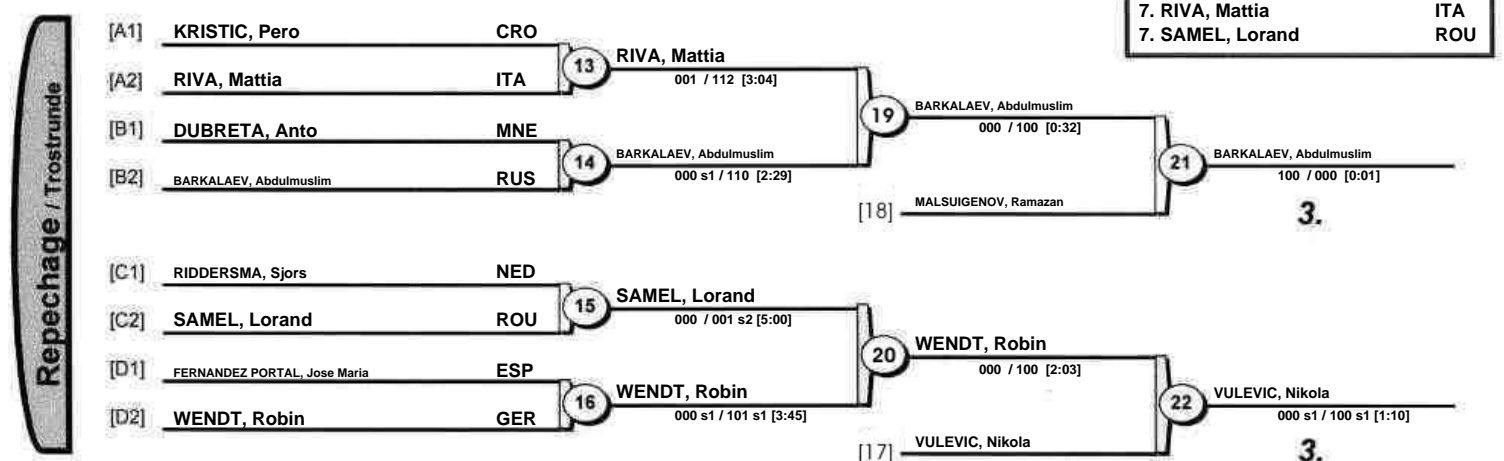 7. RIVA, Mattia ITA
7. SAMEL, Lorand ROU
Repechage / Trostrunde
[A1] KRISTIC, Pero CRO
[A2] RIVA, Mattia ITA
13 RIVA, Mattia
001 / 112 [3:04]
[B1] DUBRETA, Anto MNE
[B2] BARKALAEV, Abdulmuslim RUS
14 BARKALAEV, Abdulmuslim
000 s1 / 110 [2:29]
19 BARKALAEV, Abdulmuslim
000 / 100 [0:32]
[18] MALSUIGENOV, Ramazan
21 BARKALAEV, Abdulmuslim
100 / 000 [0:01]
3.
[C1] RIDDERSMA, Sjors NED
[C2] SAMEL, Lorand ROU
15 SAMEL, Lorand
000 / 001 s2 [5:00]
[D1] FERNANDEZ PORTAL, Jose Maria ESP
[D2] WENDT, Robin GER
16 WENDT, Robin
000 s1 / 101 s1 [3:45]
20 WENDT, Robin
000 / 100 [2:03]
[17] VULEVIC, Nikola
22 VULEVIC, Nikola
000 s1 / 100 s1 [1:10]
3.